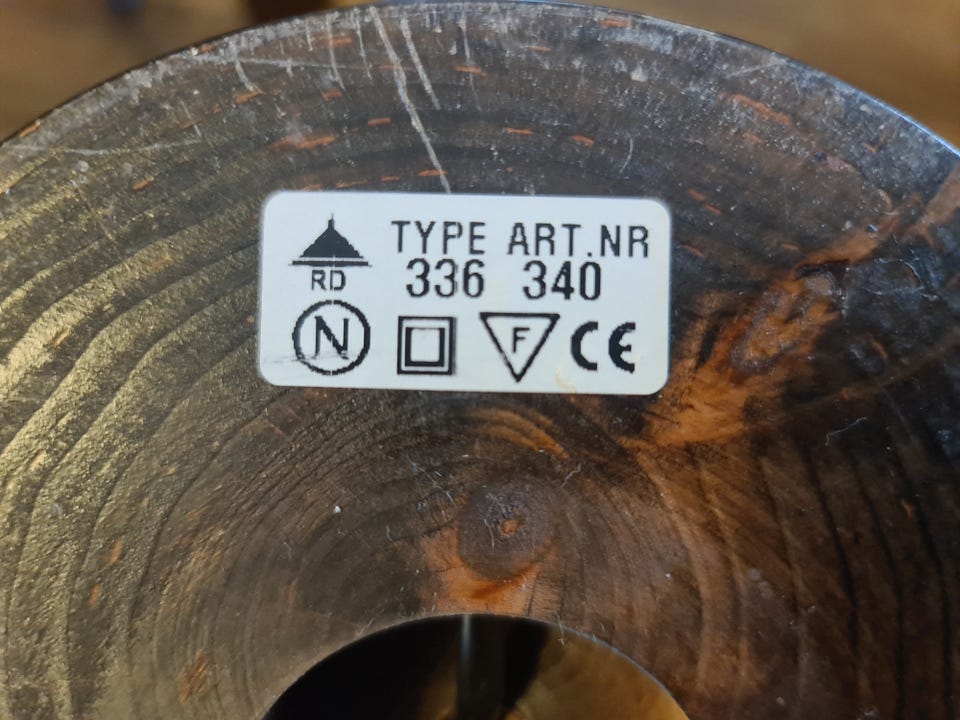 TYPE ART.NR
RD 336 340
N F CE